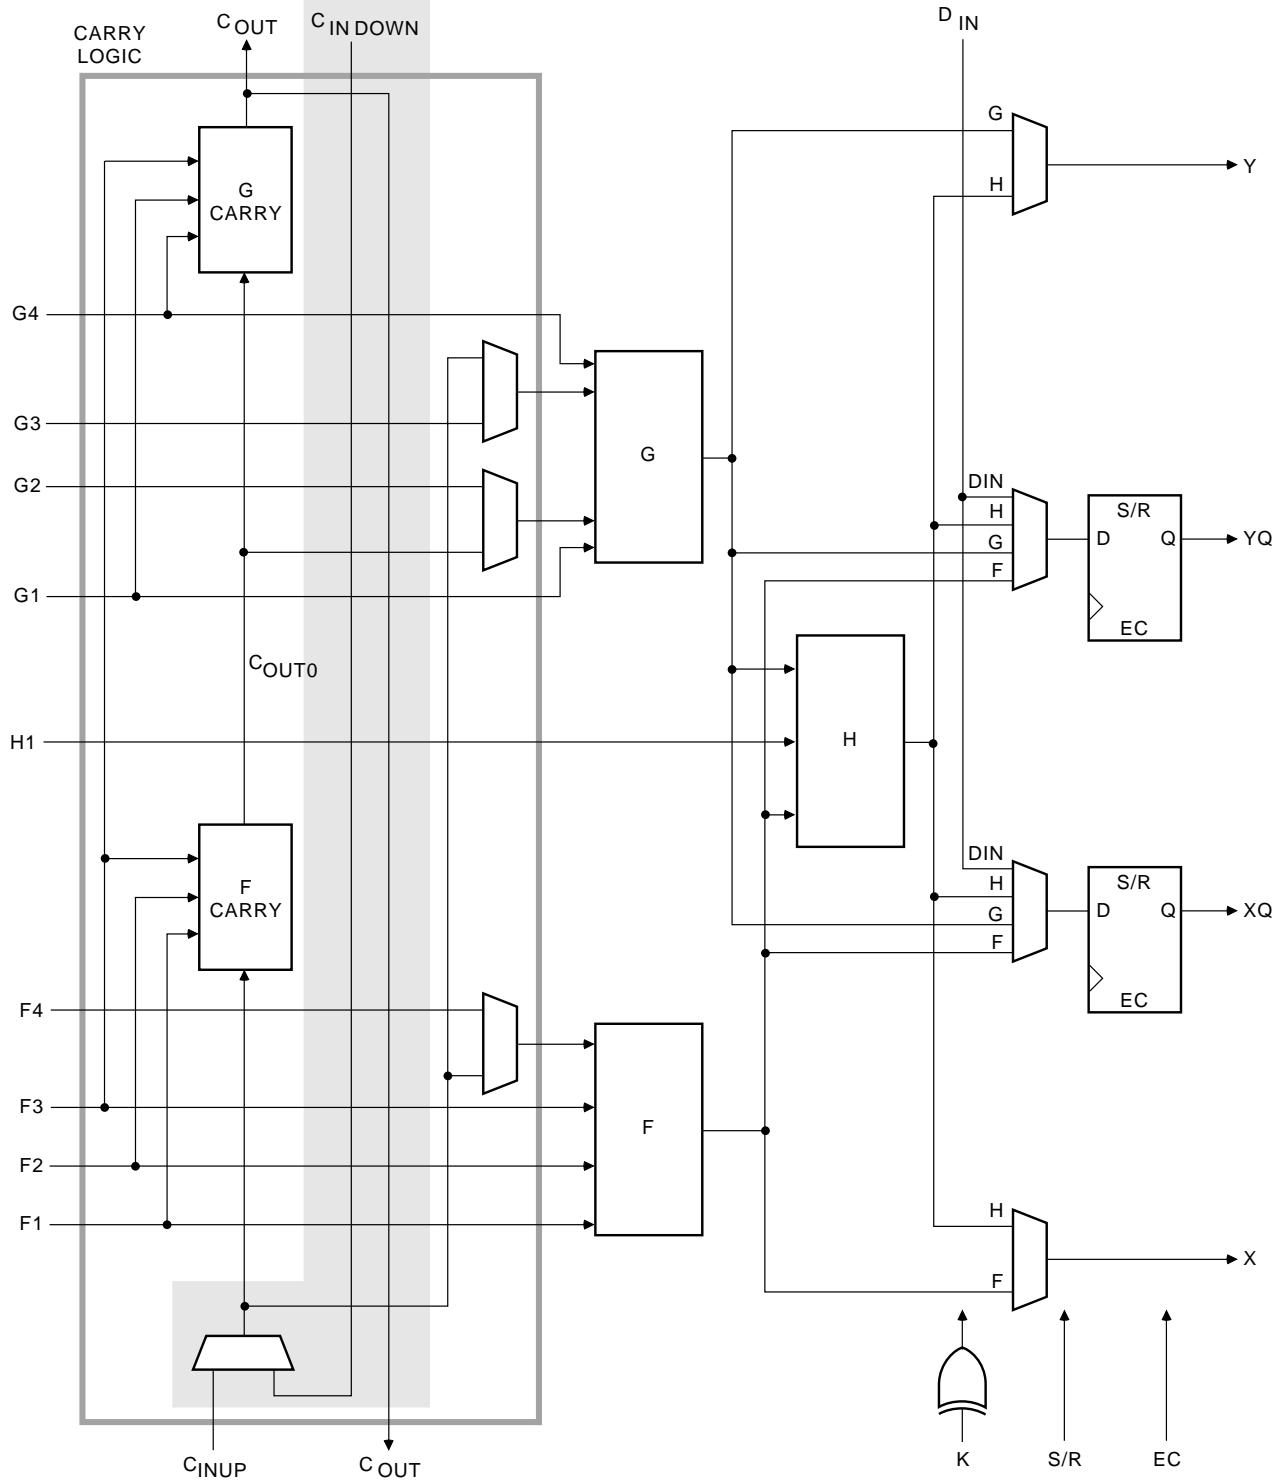 CARRY
LOGIC
C OUT
C IN DOWN
D IN
G
H
Y
G
CARRY
G4
G3
G2
G1
G
DIN
H
G
F
S/R
D
Q
EC
YQ
C OUT0
H1
H
F
CARRY
DIN
H
G
F
S/R
D
Q
EC
XQ
F4
F3
F2
F1
F
H
F
X
C INUP
C OUT
K
S/R
EC